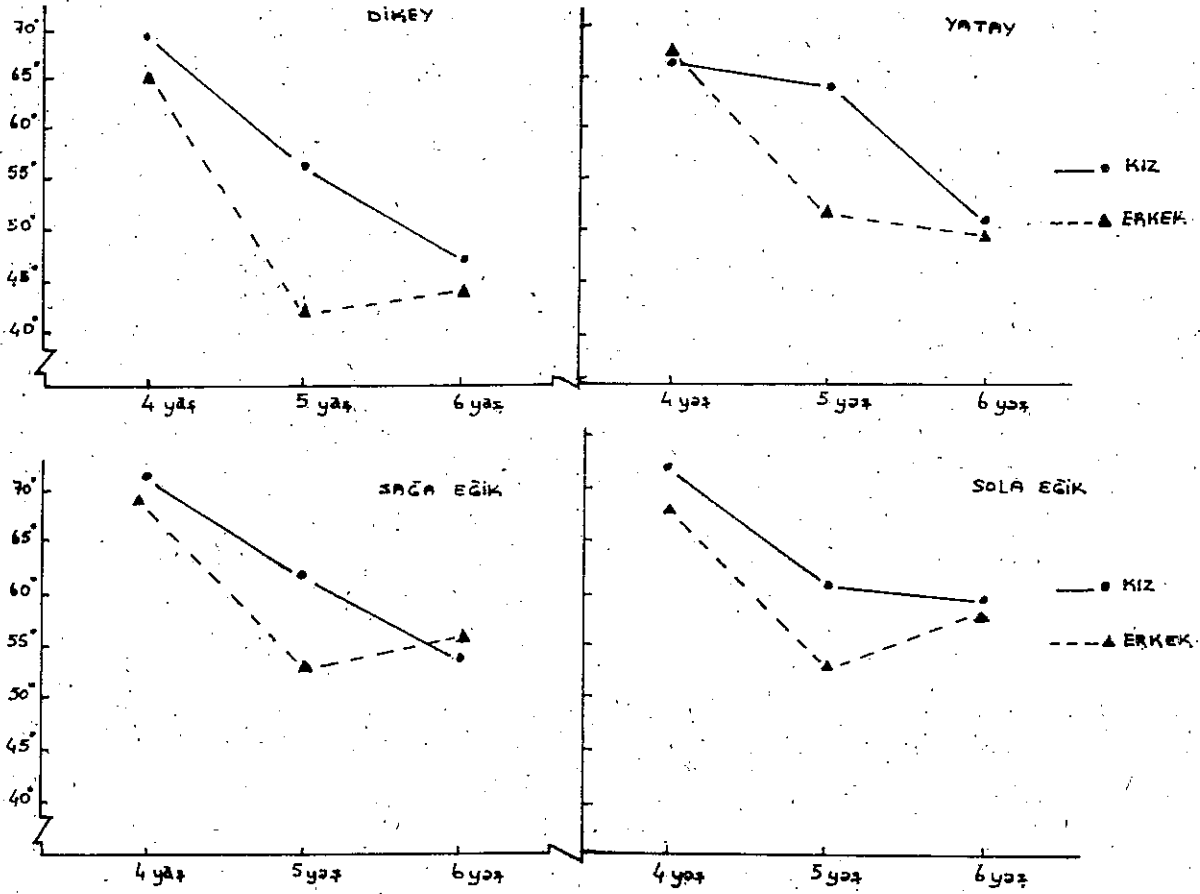 DİKEY
70°
65°
60°
55°
50°
45°
40°
4 yaş
5 yaş
6 yaş
YATAY
KIZ
ERKEK
4 yaş
5 yaş
6 yaş
SAĞA EĞİK
70°
65°
60°
55°
50°
45°
40°
4 yaş
5 yaş
6 yaş
SOLA EĞİK
KIZ
ERKEK
4 yaş
5 yaş
6 yaş